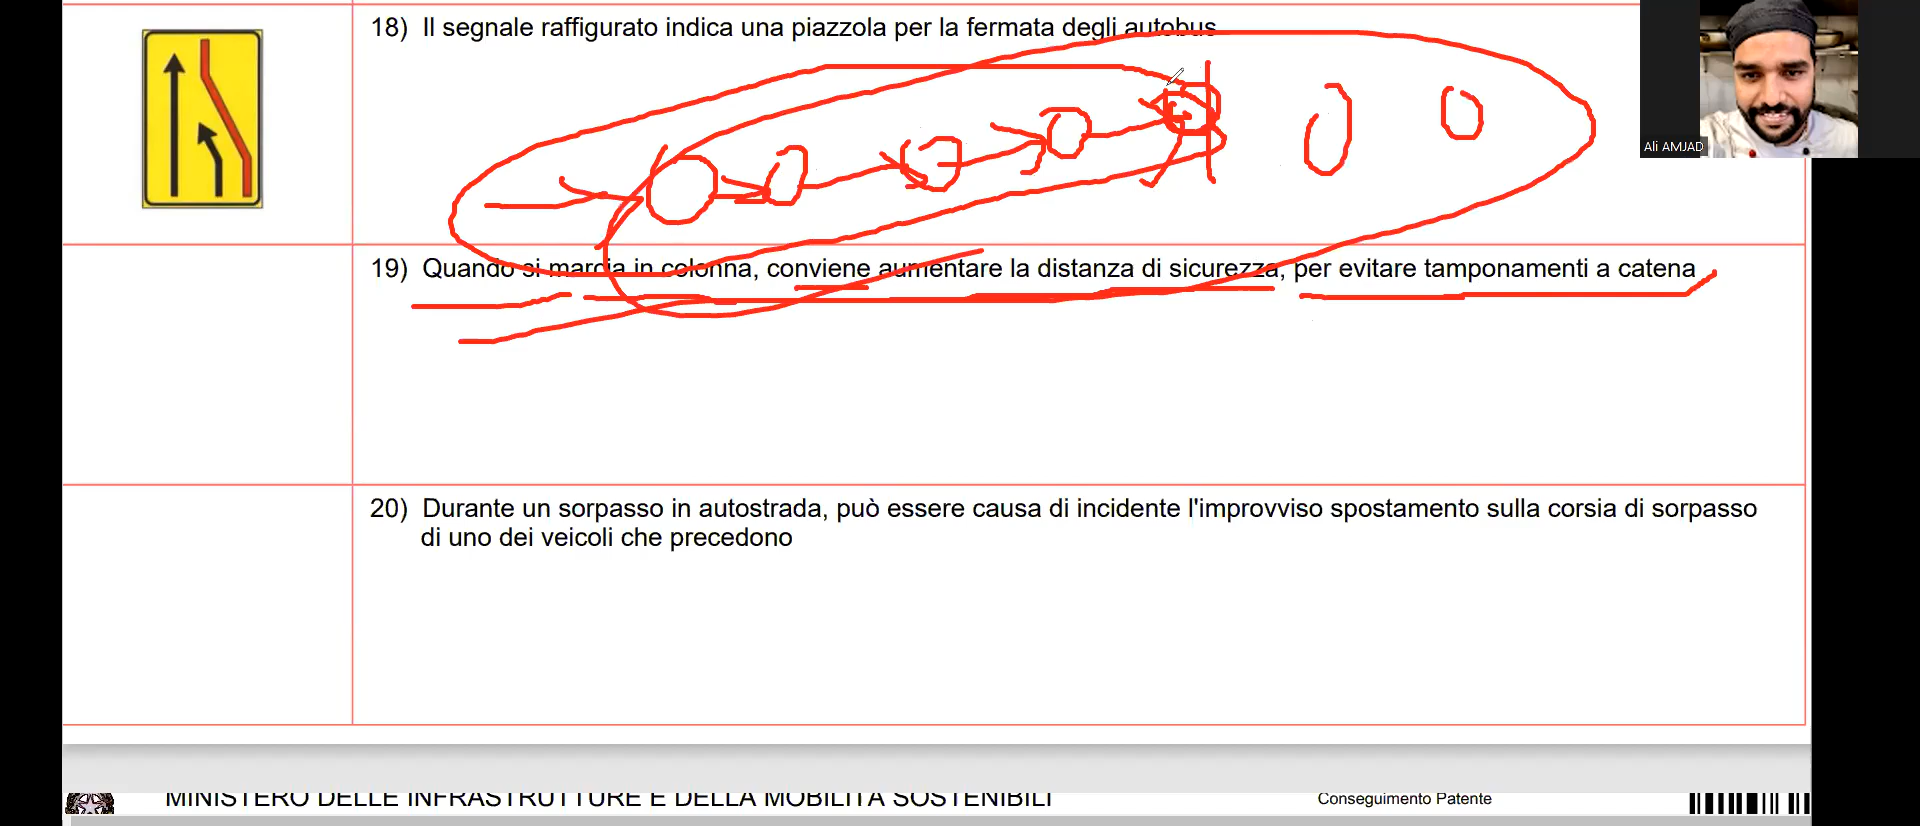 18) Il segnale raffigurato indica una piazzola per la fermata degli autobus
Ali AMJAD
19) Quando si marcia in colonna, conviene aumentare la distanza di sicurezza, per evitare tamponamenti a catena
20) Durante un sorpasso in autostrada, può essere causa di incidente l'improvviso spostamento sulla corsia di sorpasso
di uno dei veicoli che precedono
MINISTERO DELLE INFRASTRUTTURE E DELLA MOBILITÀ SOSTENIBILI
Conseguimento Patente